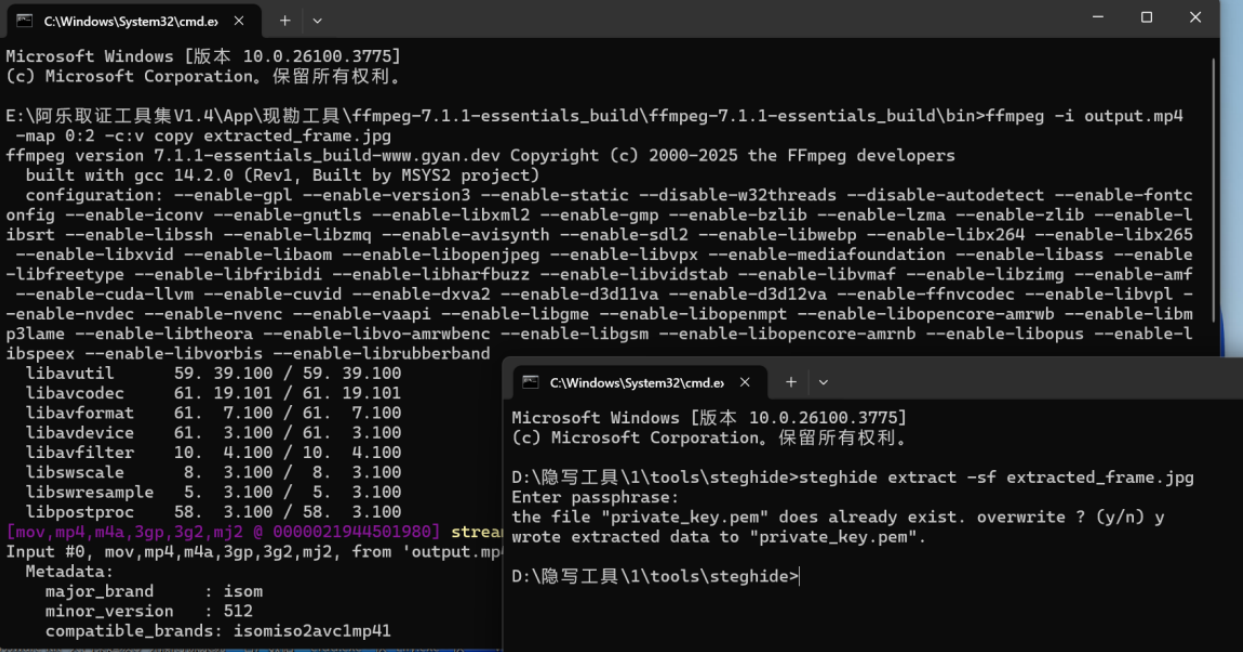 C:\Windows\System32\cmd.ex
Microsoft Windows [版本 10.0.26100.3775]
(c) Microsoft Corporation。保留所有权利。
E:\阿乐取证工具集V1.4\App\现勘工具\ffmpeg-7.1.1-essentials_build\ffmpeg-7.1.1-essentials_build\bin>ffmpeg -i output.mp4
-map 0:2 -c:v copy extracted_frame.jpg
ffmpeg version 7.1.1-essentials_build-www.gyan.dev Copyright (c) 2000-2025 the FFmpeg developers
built with gcc 14.2.0 (Rev1, Built by MSYS2 project)
configuration: --enable-gpl --enable-version3 --enable-static --disable-w32threads --disable-autodetect --enable-fontc
onfig --enable-iconv --enable-gnutls --enable-libxml2 --enable-gmp --enable-bzlib --enable-lzma --enable-zlib --enable-l
ibsrt --enable-libssh --enable-libzmq --enable-avisynth --enable-sdl2 --enable-libwebp --enable-libx264 --enable-libx265
--enable-libxvid --enable-libaom --enable-libopenjpeg --enable-libvpx --enable-mediafoundation --enable-libass --enable
-libfreetype --enable-libfribidi --enable-libharfbuzz --enable-libvidstab --enable-libvmaf --enable-libzimg --enable-amf
--enable-cuda-llvm --enable-cuvid --enable-dxva2 --enable-d3d11va --enable-d3d12va --enable-ffnvcodec --enable-libvpl -
-enable-nvdec --enable-nvenc --enable-vaapi --enable-libgme --enable-libopenmpt --enable-libopencore-amrwb --enable-libm
p3lame --enable-libtheora --enable-libvo-amrwbenc --enable-libgsm --enable-libopencore-amrnb --enable-libopus --enable-l
ibspeex --enable-libvorbis --enable-librubberband
libavutil 59. 39.100 / 59. 39.100
libavcodec 61. 19.101 / 61. 19.101
libavformat 61. 7.100 / 61. 7.100
libavdevice 61. 3.100 / 61. 3.100
libavfilter 10. 4.100 / 10. 4.100
libswscale 8. 3.100 / 8. 3.100
libswresample 5. 3.100 / 5. 3.100
libpostproc 58. 3.100 / 58. 3.100
[mov,mp4,m4a,3gp,3g2,mj2 @ 0000021944501980] strea
Input #0, mov,mp4,m4a,3gp,3g2,mj2, from 'output.mp
Metadata:
major_brand : isom
minor_version : 512
compatible_brands: isomiso2avc1mp41
C:\Windows\System32\cmd.ex
Microsoft Windows [版本 10.0.26100.3775]
(c) Microsoft Corporation。保留所有权利。
D:\隐写工具\1\tools\steghide>steghide extract -sf extracted_frame.jpg
Enter passphrase:
the file "private_key.pem" does already exist. overwrite ? (y/n) y
wrote extracted data to "private_key.pem".
D:\隐写工具\1\tools\steghide>